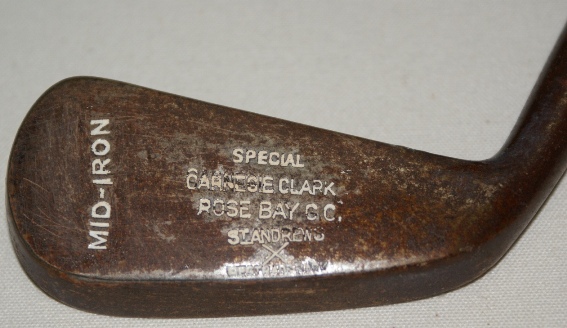 MID-IRON
SPECIAL
CARNEGIE CLARK
ROSE BAY G.C.
ST. ANDREWS